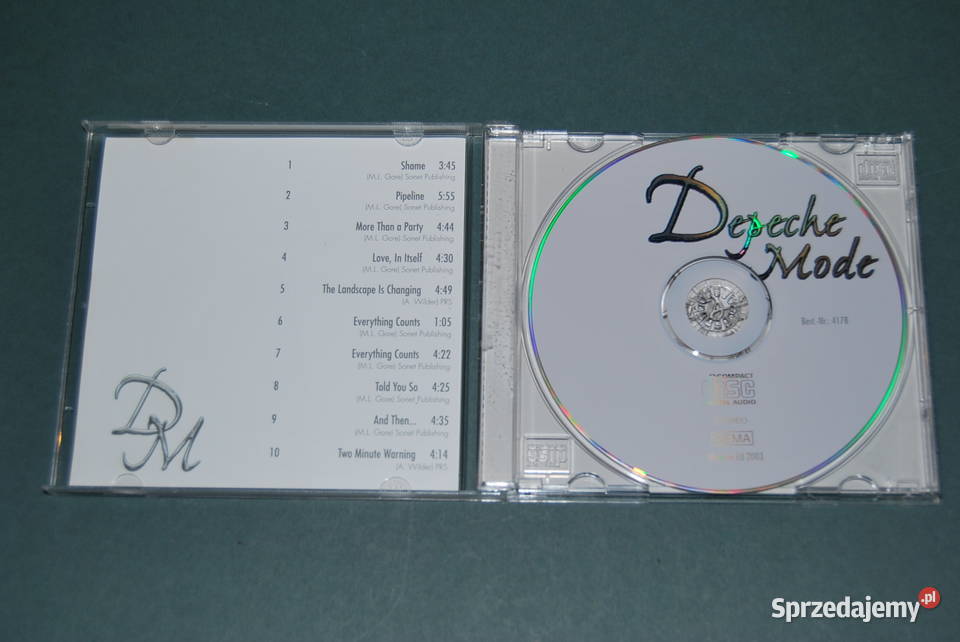 1 Shame 3:45
(M.L. Gore) Sonet Publishing
2 Pipeline 5:55
(M.L. Gore) Sonet Publishing
3 More Than a Party 4:44
(M.L. Gore) Sonet Publishing
4 Love, In Itself 4:30
(M.L. Gore) Sonet Publishing
5 The Landscape Is Changing 4:49
(A. Wilder) PRS
6 Everything Counts 1:05
(M.L. Gore) Sonet Publishing
7 Everything Counts 4:22
(M.L. Gore) Sonet Publishing
8 Told You So 4:25
(M.L. Gore) Sonet Publishing
9 And Then... 4:35
(M.L. Gore) Sonet Publishing
10 Two Minute Warning 4:14
(A. Wilder) PRS
DM
Depeche
Mode
Best.-Nr.: 4178
COMPACT
disc
AUDIO
2003
Sprzedajemy.pl